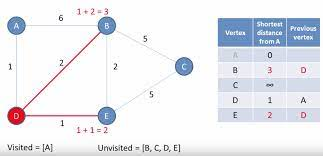 1 + 2 = 3
A
6
B
5
1
2
2
C
5
D
1
E
1 + 1 = 2
Visited = [A]
Unvisited = [B, C, D, E]
Vertex Shortest distance from A Previous vertex
A 0
B 3 D
C ∞
D 1 A
E 2 D